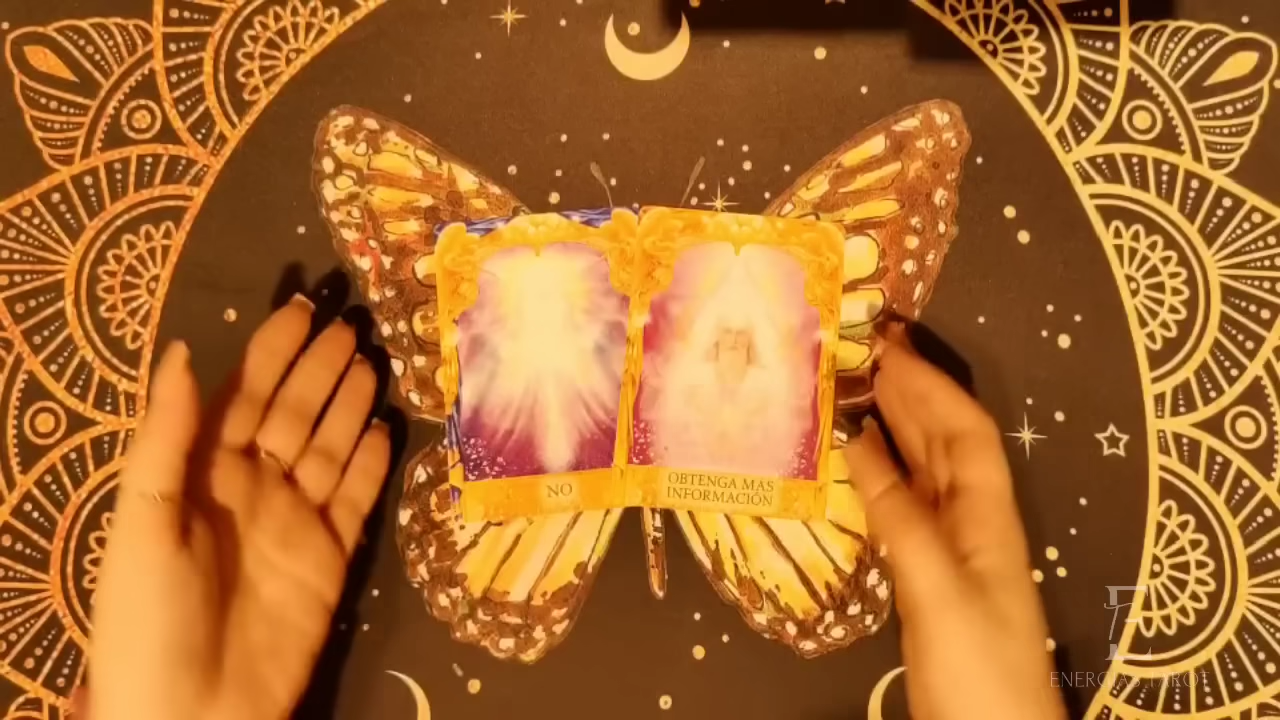 NO
OBTENGA MAS
INFORMACIÓN
E
ENERGIAS TAROT